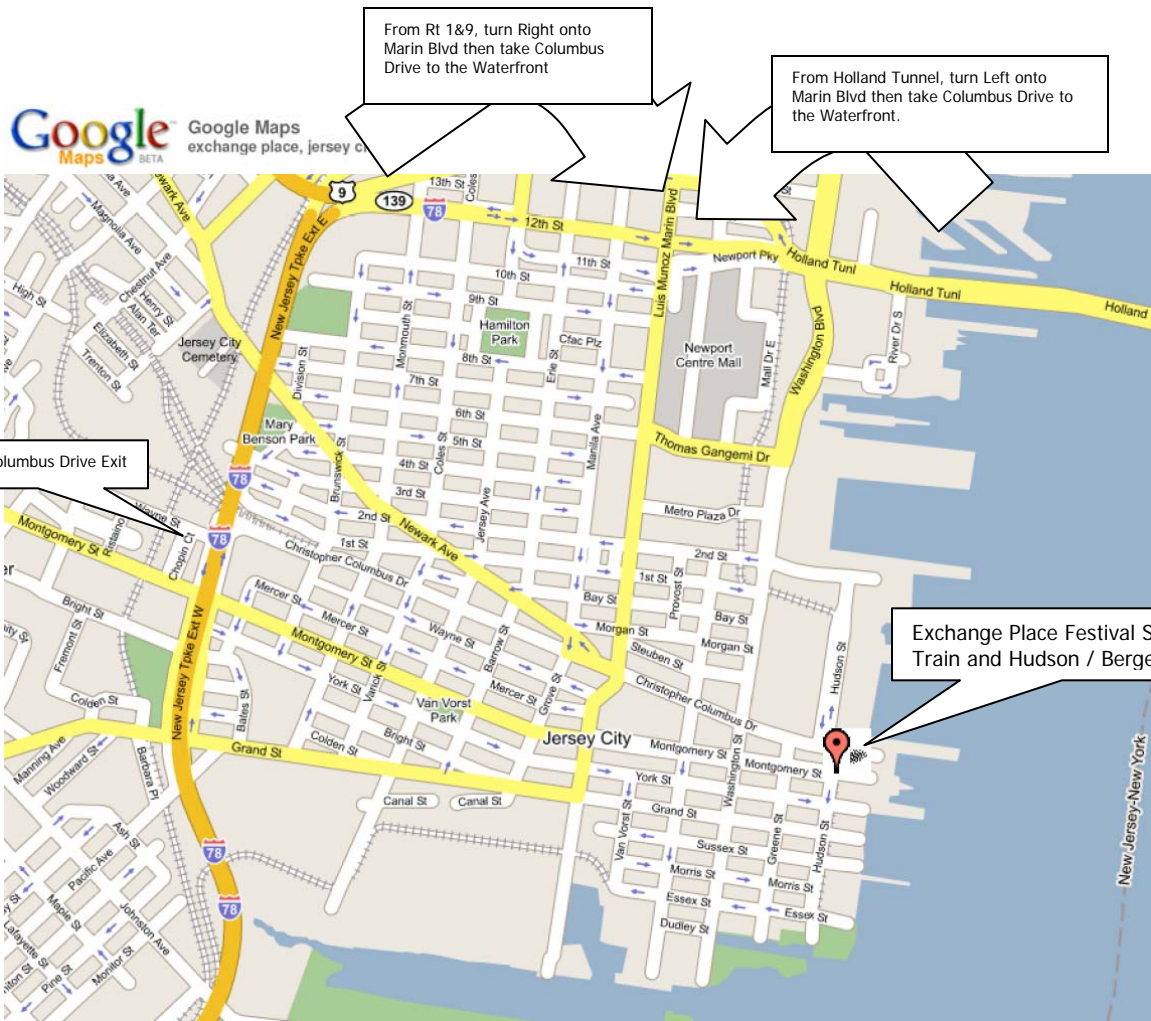 From Rt 1&9, turn Right onto
Marin Blvd then take Columbus
Drive to the Waterfront
From Holland Tunnel, turn Left onto
Marin Blvd then take Columbus Drive to
the Waterfront.
Google Maps BETA
Google Maps
exchange place, jersey
9
139
78
13th St
Coles
12th St
11th St
10th St
9th St
Hamilton
Park
Cfac Plz
8th St
7th St
6th St
5th St
4th St
3rd St
2nd St
1st St
Newark Ave
Magnolia Ave
Chestnut Ave
Henry St
Alan Ter
Elizabeth St
Trenton St
High St
Jersey City
Cemetery
New Jersey Tpke Ext E
Division St
Monmouth St
Erie St
Manila Ave
Luis Munoz Marin Blvd
Newport Pky
Holland Tunl
Holland Tunl
Holland
Newport
Centre Mall
Mall Dr E
Washington Blvd
River Dr S
Thomas Gangemi Dr
Metro Plaza Dr
Mary
Benson Park
Brunswick St
Coles St
Jersey Ave
Newark Ave
olumbus Drive Exit
78
Wayne St
Montgomery St
Ristaino
Chopin Ct
78
Christopher Columbus Dr
2nd St
1st St
Provost St
Bay St
Bay St
Morgan St
Morgan St
Steuben St
Christopher Columbus Dr
Bright St
Fremont St
Mercer St
Mercer St
Wayne St
Barrow St
Montgomery St
Mercer St
Grove St
York St
Varick St
Van Vorst
Park
Colden St
Bright St
Colden St
Bates St
New Jersey Tpke Ext W
Grand St
Jersey City
Montgomery St
Montgomery St
York St
Washington St
Hudson St
Exchange Place Festival S
Train and Hudson / Berge
Canal St
Canal St
Grand St
Van Vorst St
Sussex St
Greene St
Hudson St
Morris St
Morris St
Essex St
Essex St
Dudley St
Manning Ave
Woodward St
Barbara Pl
Ash St
Pacific Ave
Maple St
Lafayette St
Pine St
Monitor St
Johnston Ave
78
78
New Jersey-New York